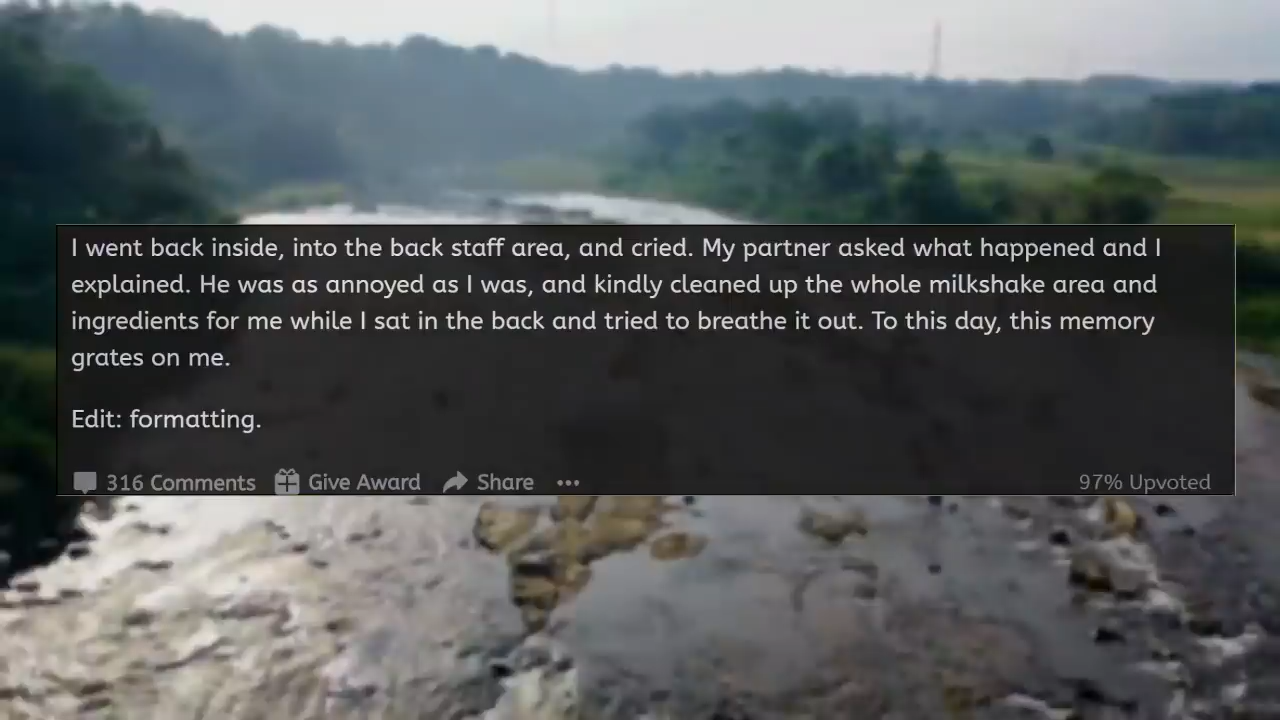 I went back inside, into the back staff area, and cried. My partner asked what happened and I
explained. He was as annoyed as I was, and kindly cleaned up the whole milkshake area and
ingredients for me while I sat in the back and tried to breathe it out. To this day, this memory
grates on me.
Edit: formatting.
316 Comments Give Award Share ••• 97% Upvoted